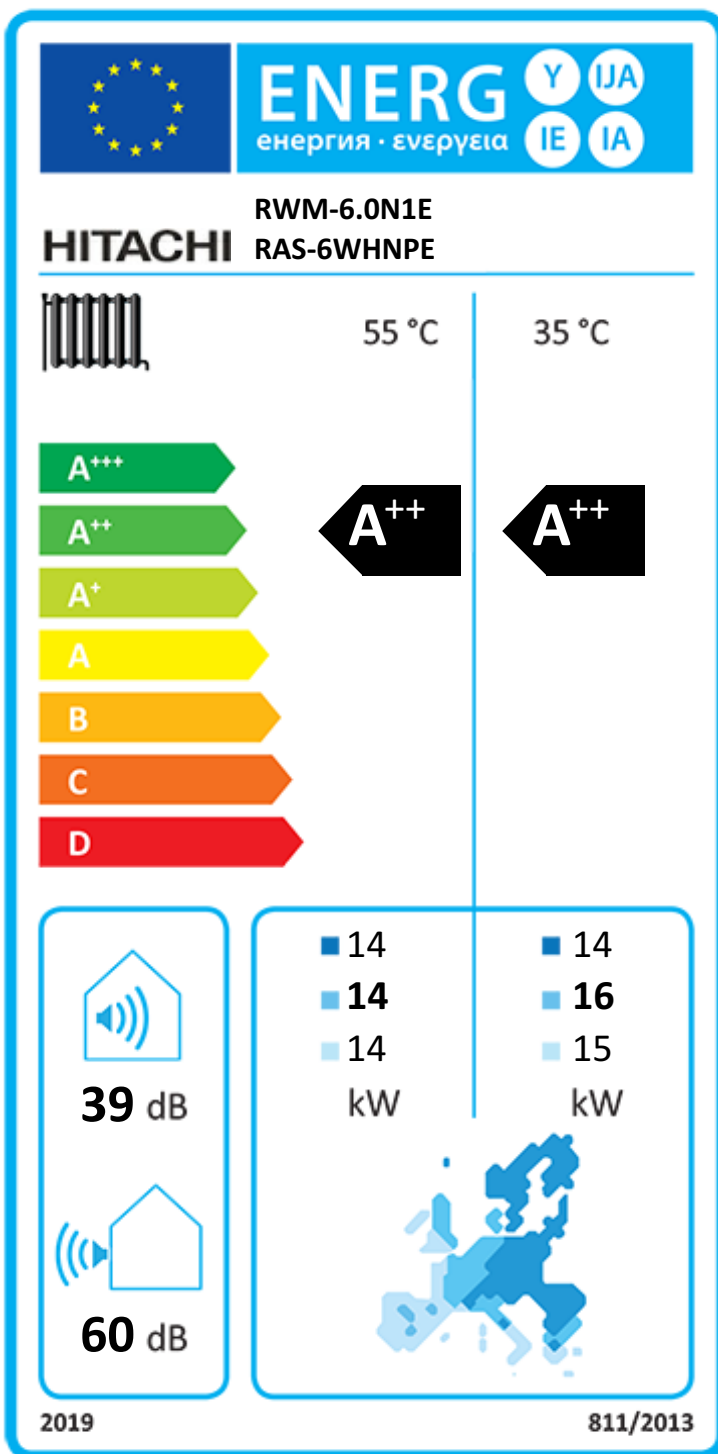 ENERG Y IJA
енергия · ενεργεια IE IA
HITACHI
RWM-6.0N1E
RAS-6WHNPE
55 °C 35 °C
A+++
A++
A+
A
B
C
D
A++ A++
39 dB
60 dB
14 14
14 16
14 15
kW kW
2019 811/2013